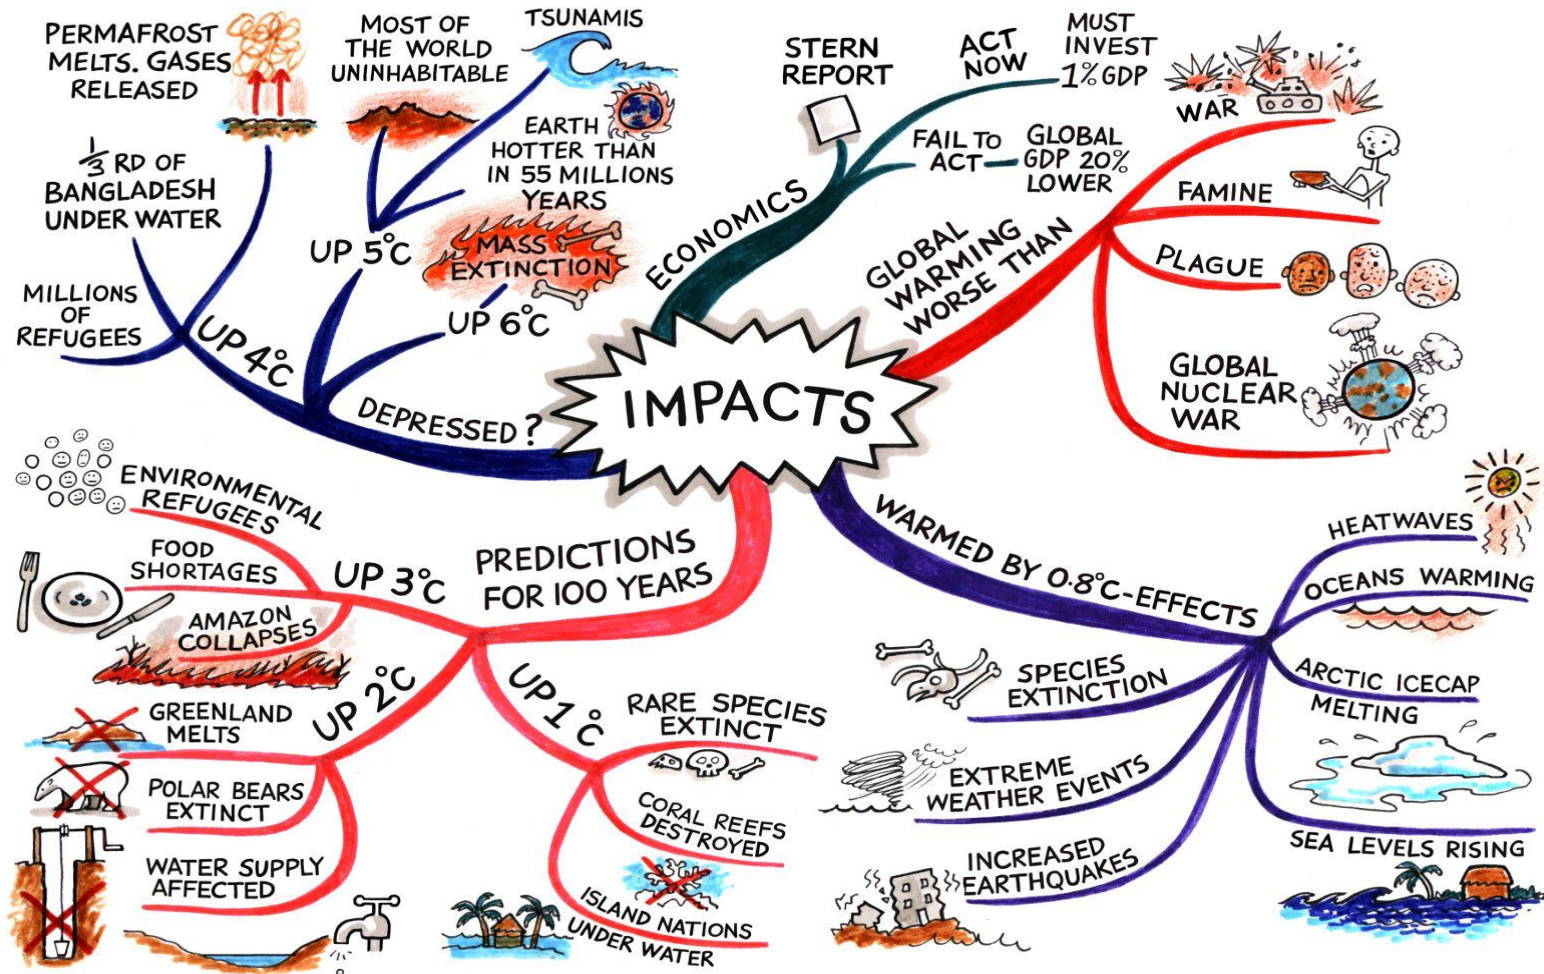 IMPACTS
ECONOMICS
STERN
REPORT
ACT
NOW
MUST
INVEST
1% GDP
FAIL TO
ACT
GLOBAL
GDP 20%
LOWER
GLOBAL
WARMING
WORSE THAN
WAR
FAMINE
PLAGUE
GLOBAL
NUCLEAR
WAR
WARMED BY 0.8°C-EFFECTS
HEATWAVES
OCEANS WARMING
ARCTIC ICECAP
MELTING
SEA LEVELS RISING
SPECIES
EXTINCTION
EXTREME
WEATHER EVENTS
INCREASED
EARTHQUAKES
PREDICTIONS
FOR 100 YEARS
UP 1°C
RARE SPECIES
EXTINCT
CORAL REEFS
DESTROYED
ISLAND NATIONS
UNDER WATER
UP 2°C
GREENLAND
MELTS
POLAR BEARS
EXTINCT
WATER SUPPLY
AFFECTED
UP 3°C
ENVIRONMENTAL
REFUGEES
FOOD
SHORTAGES
AMAZON
COLLAPSES
DEPRESSED?
UP 4°C
MILLIONS
OF
REFUGEES
1/3 RD OF
BANGLADESH
UNDER WATER
PERMAFROST
MELTS. GASES
RELEASED
UP 5°C
MOST OF
THE WORLD
UNINHABITABLE
TSUNAMIS
EARTH
HOTTER THAN
IN 55 MILLIONS
YEARS
UP 6°C
MASS
EXTINCTION